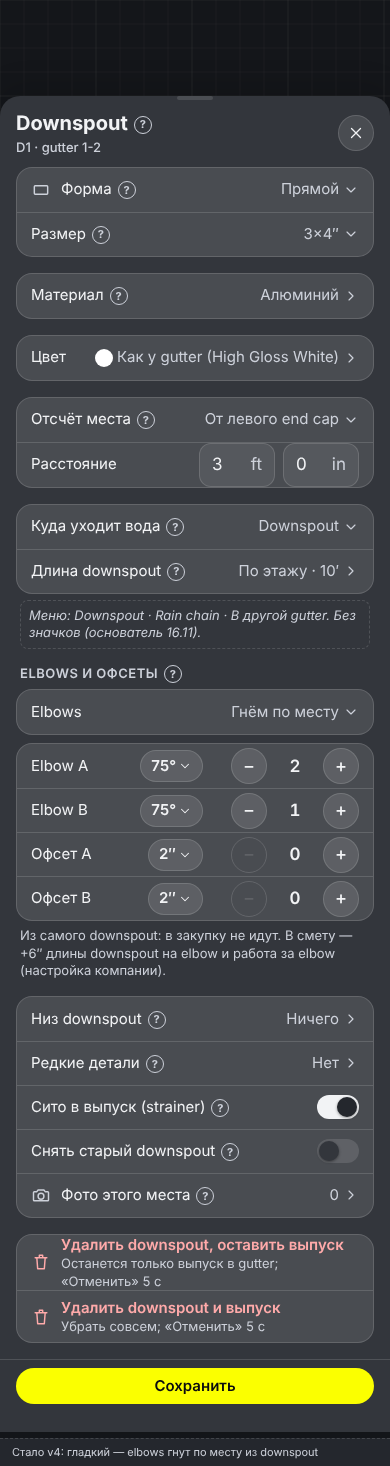 Downspout ?
D1 · gutter 1-2
Форма ? Прямой
Размер ? 3×4″
Материал ? Алюминий
Цвет Как у gutter (High Gloss White)
Отсчёт места ? От левого end cap
Расстояние 3 ft 0 in
Куда уходит вода ? Downspout
Длина downspout ? По этажу · 10′
Меню: Downspout · Rain chain · В другой gutter. Без
значков (основатель 16.11).
ELBOWS И ОФСЕТЫ ?
Elbows Гнём по месту
Elbow A 75° − 2 +
Elbow B 75° − 1 +
Офсет A 2″ − 0 +
Офсет B 2″ − 0 +
Из самого downspout: в закупку не идут. В смету —
+6″ длины downspout на elbow и работа за elbow
(настройка компании).
Низ downspout ? Ничего
Редкие детали ? Нет
Сито в выпуск (strainer) ?
Снять старый downspout ?
Фото этого места ? 0
Удалить downspout, оставить выпуск
Останется только выпуск в gutter;
«Отменить» 5 с
Удалить downspout и выпуск
Убрать совсем; «Отменить» 5 с
Сохранить
Стало v4: гладкий — elbows гнут по месту из downspout